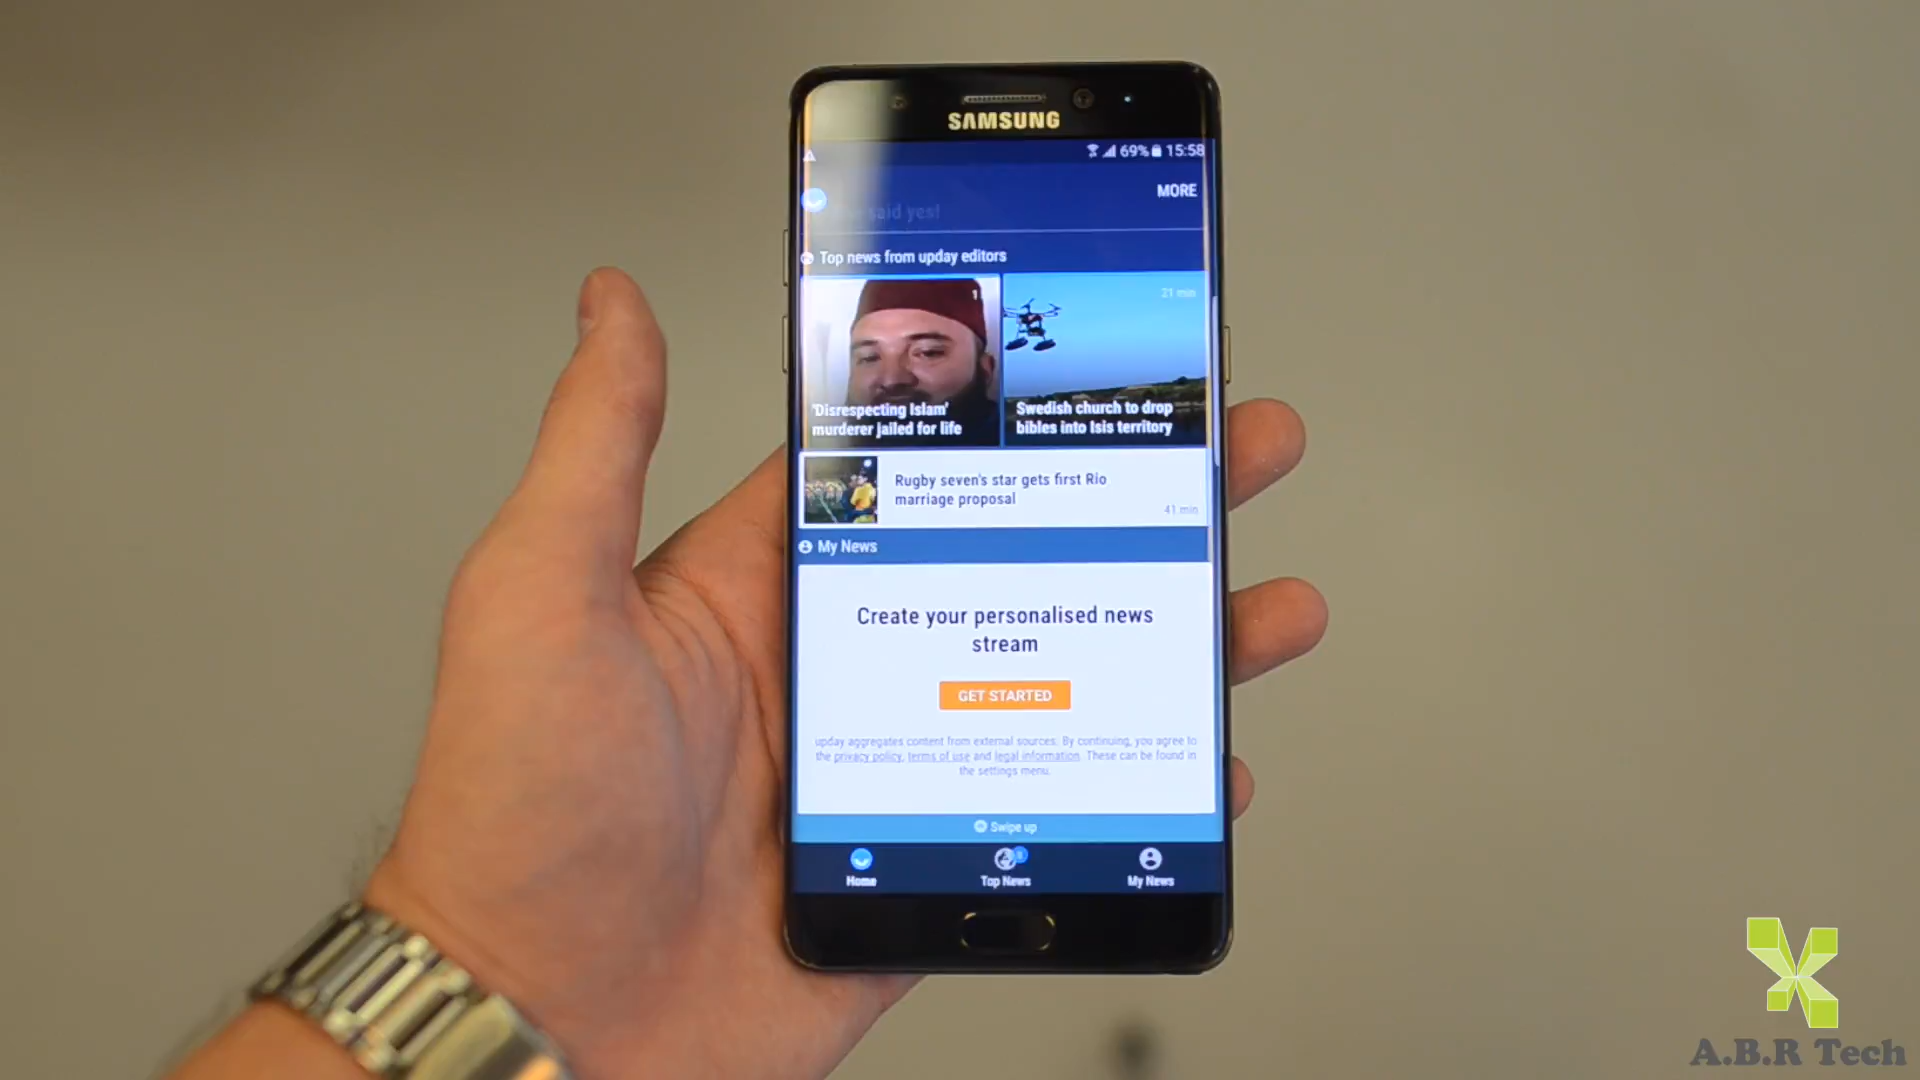 SAMSUNG
69% 15:58
MORE
said yes!
Top news from upday editors
21 min
'Disrespecting Islam'
murderer jailed for life
Swedish church to drop
bibles into Isis territory
Rugby seven's star gets first Rio
marriage proposal
41 min
My News
Create your personalised news
stream
GET STARTED
upday aggregates content from external sources. By continuing, you agree to
the privacy policy, terms of use and legal information. These can be found in
the settings menu.
Swipe up
Home
Top News
My News
A.B.R Tech